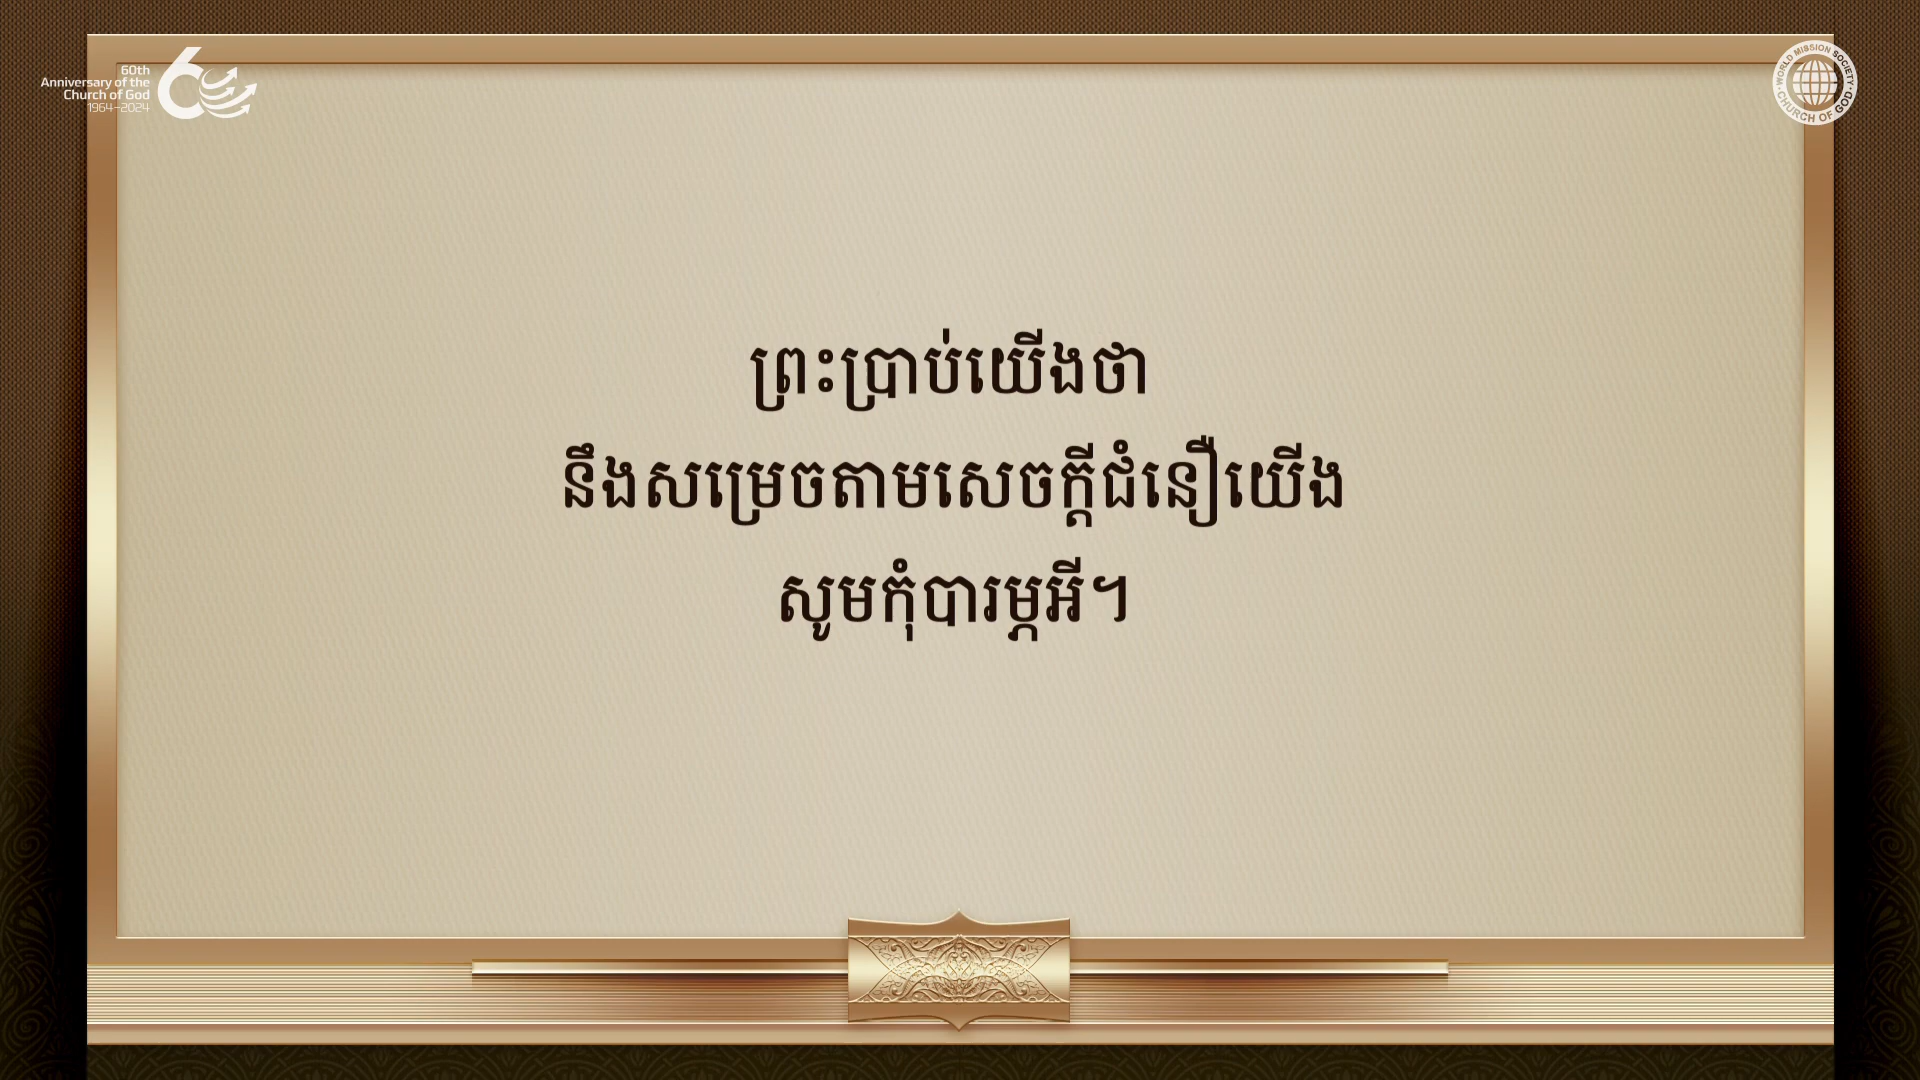 60th
Anniversary of the
Church of God
1964–2024
WORLD MISSION SOCIETY
CHURCH OF GOD
ព្រះប្រាប់យើងថា
នឹងសម្រេចតាមសេចក្ដីជំនឿយើង
សូមកុំបារម្ភអី។